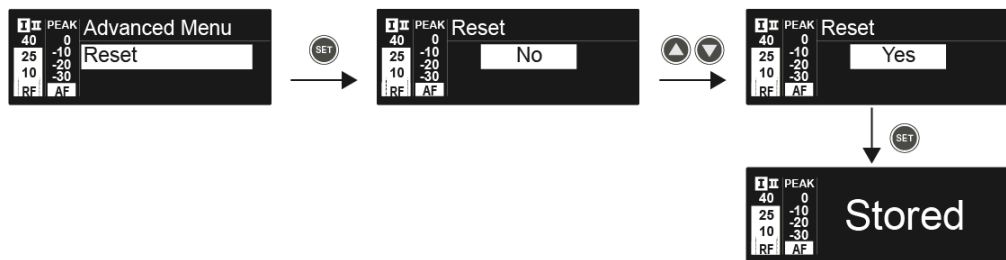 I II PEAK Advanced Menu
40 0
25 -10 Reset
-20
10 -30
RF AF
SET
I II PEAK Reset
40 0
25 -10 No
-20
10 -30
RF AF
I II PEAK Reset
40 0
25 -10 Yes
-20
10 -30
RF AF
SET
I II PEAK
40 0
25 -10 Stored
-20
10 -30
RF AF